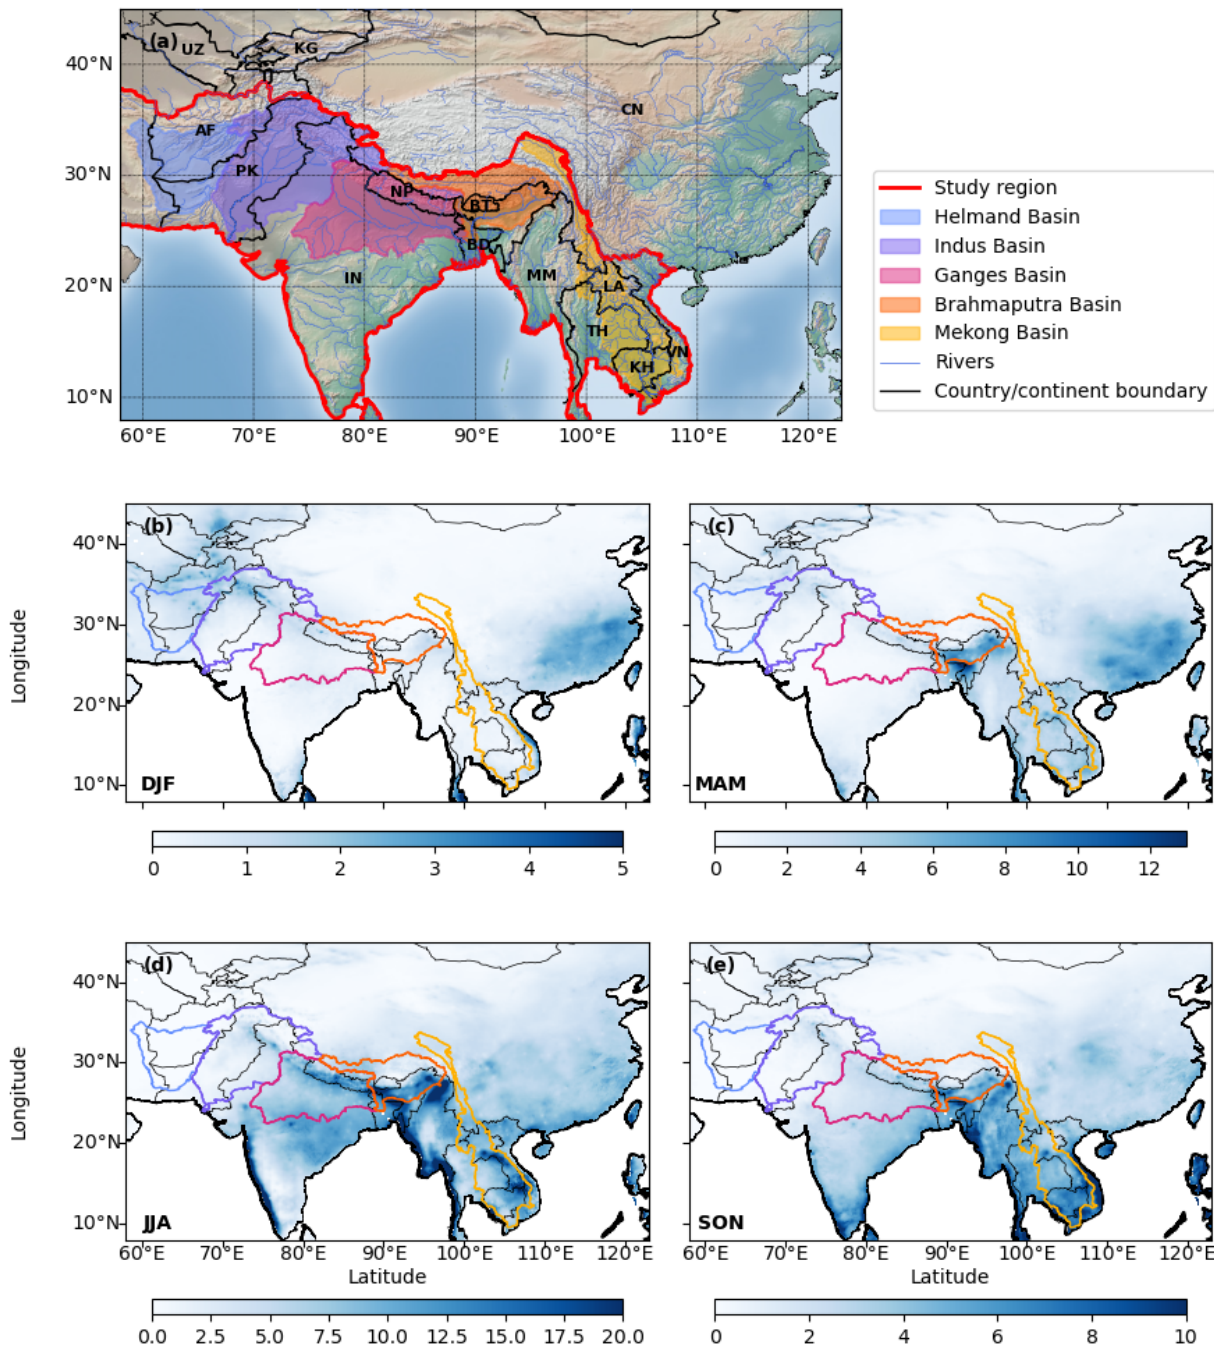 (a)
UZ
KG
TJ
CN
AF
PK
NP
BT
BD
IN
MM
LA
TH
VN
KH
40°N
30°N
20°N
10°N
60°E 70°E 80°E 90°E 100°E 110°E 120°E
Study region
Helmand Basin
Indus Basin
Ganges Basin
Brahmaputra Basin
Mekong Basin
Rivers
Country/continent boundary
(b)
40°N
30°N
20°N
10°N
Longitude
DJF
0 1 2 3 4 5
(c)
MAM
0 2 4 6 8 10 12
(d)
40°N
30°N
20°N
10°N
Longitude
JJA
60°E 70°E 80°E 90°E 100°E 110°E 120°E
Latitude
0.0 2.5 5.0 7.5 10.0 12.5 15.0 17.5 20.0
(e)
SON
60°E 70°E 80°E 90°E 100°E 110°E 120°E
Latitude
0 2 4 6 8 10